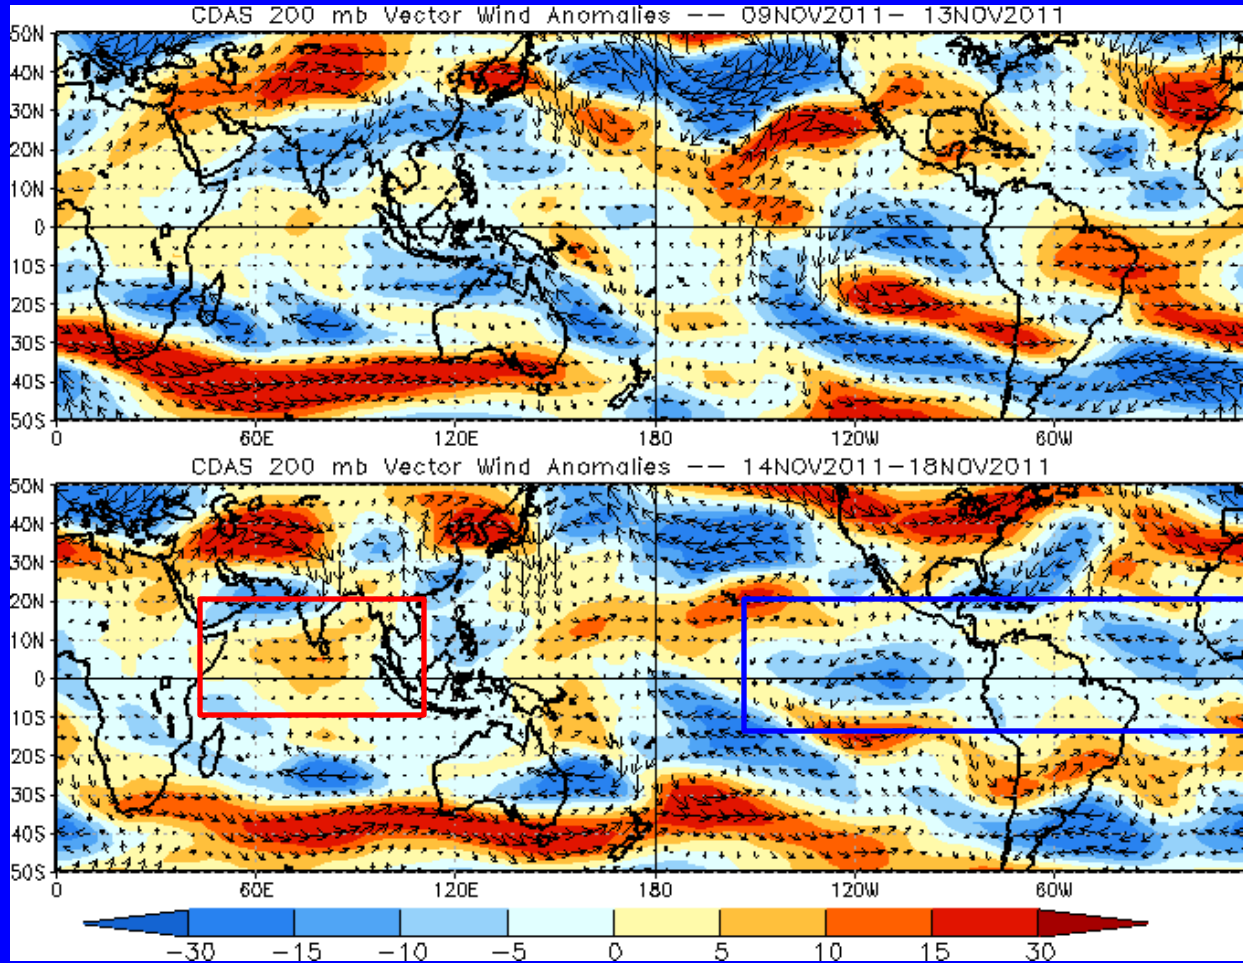 CDAS 200 mb Vector Wind Anomalies -- 09NOV2011- 13NOV2011
50N
40N
30N
20N
10N
0
10S
20S
30S
40S
50S
0 60E 120E 180 120W 60W
CDAS 200 mb Vector Wind Anomalies -- 14NOV2011-18NOV2011
50N
40N
30N
20N
10N
0
10S
20S
30S
40S
50S
0 60E 120E 180 120W 60W
-30 -15 -10 -5 0 5 10 15 30